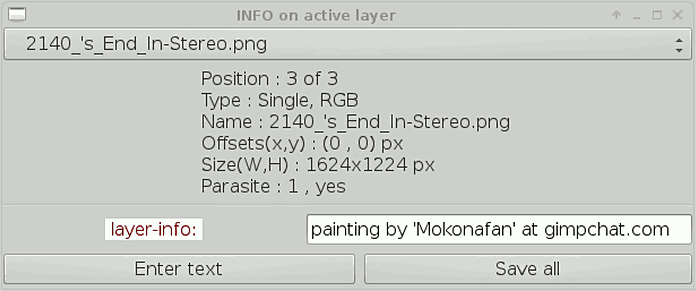 INFO on active layer
2140_'s_End_In-Stereo.png
Position : 3 of 3
Type : Single, RGB
Name : 2140_'s_End_In-Stereo.png
Offsets(x,y) : (0 , 0) px
Size(W,H) : 1624x1224 px
Parasite : 1 , yes
layer-info: painting by 'Mokonafan' at gimpchat.com
Enter text Save all